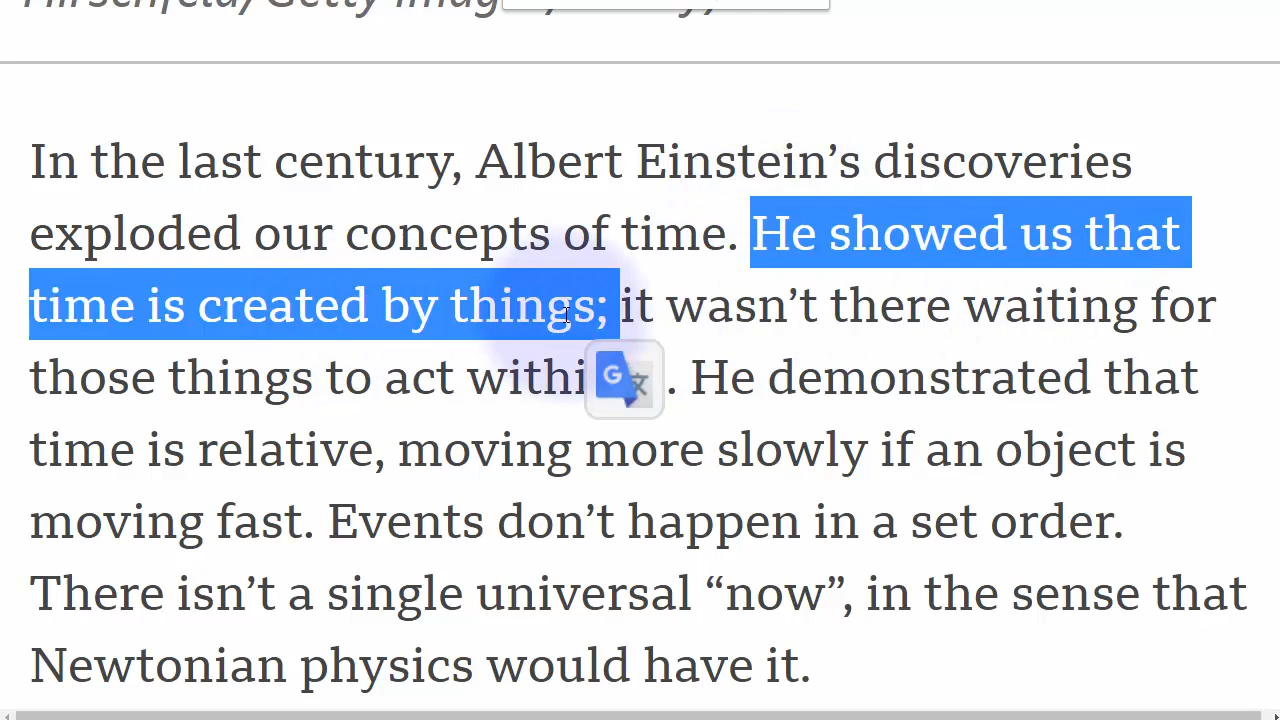 In the last century, Albert Einstein’s discoveries
exploded our concepts of time. He showed us that
time is created by things; it wasn’t there waiting for
those things to act withi . He demonstrated that
time is relative, moving more slowly if an object is
moving fast. Events don’t happen in a set order.
There isn’t a single universal “now”, in the sense that
Newtonian physics would have it.